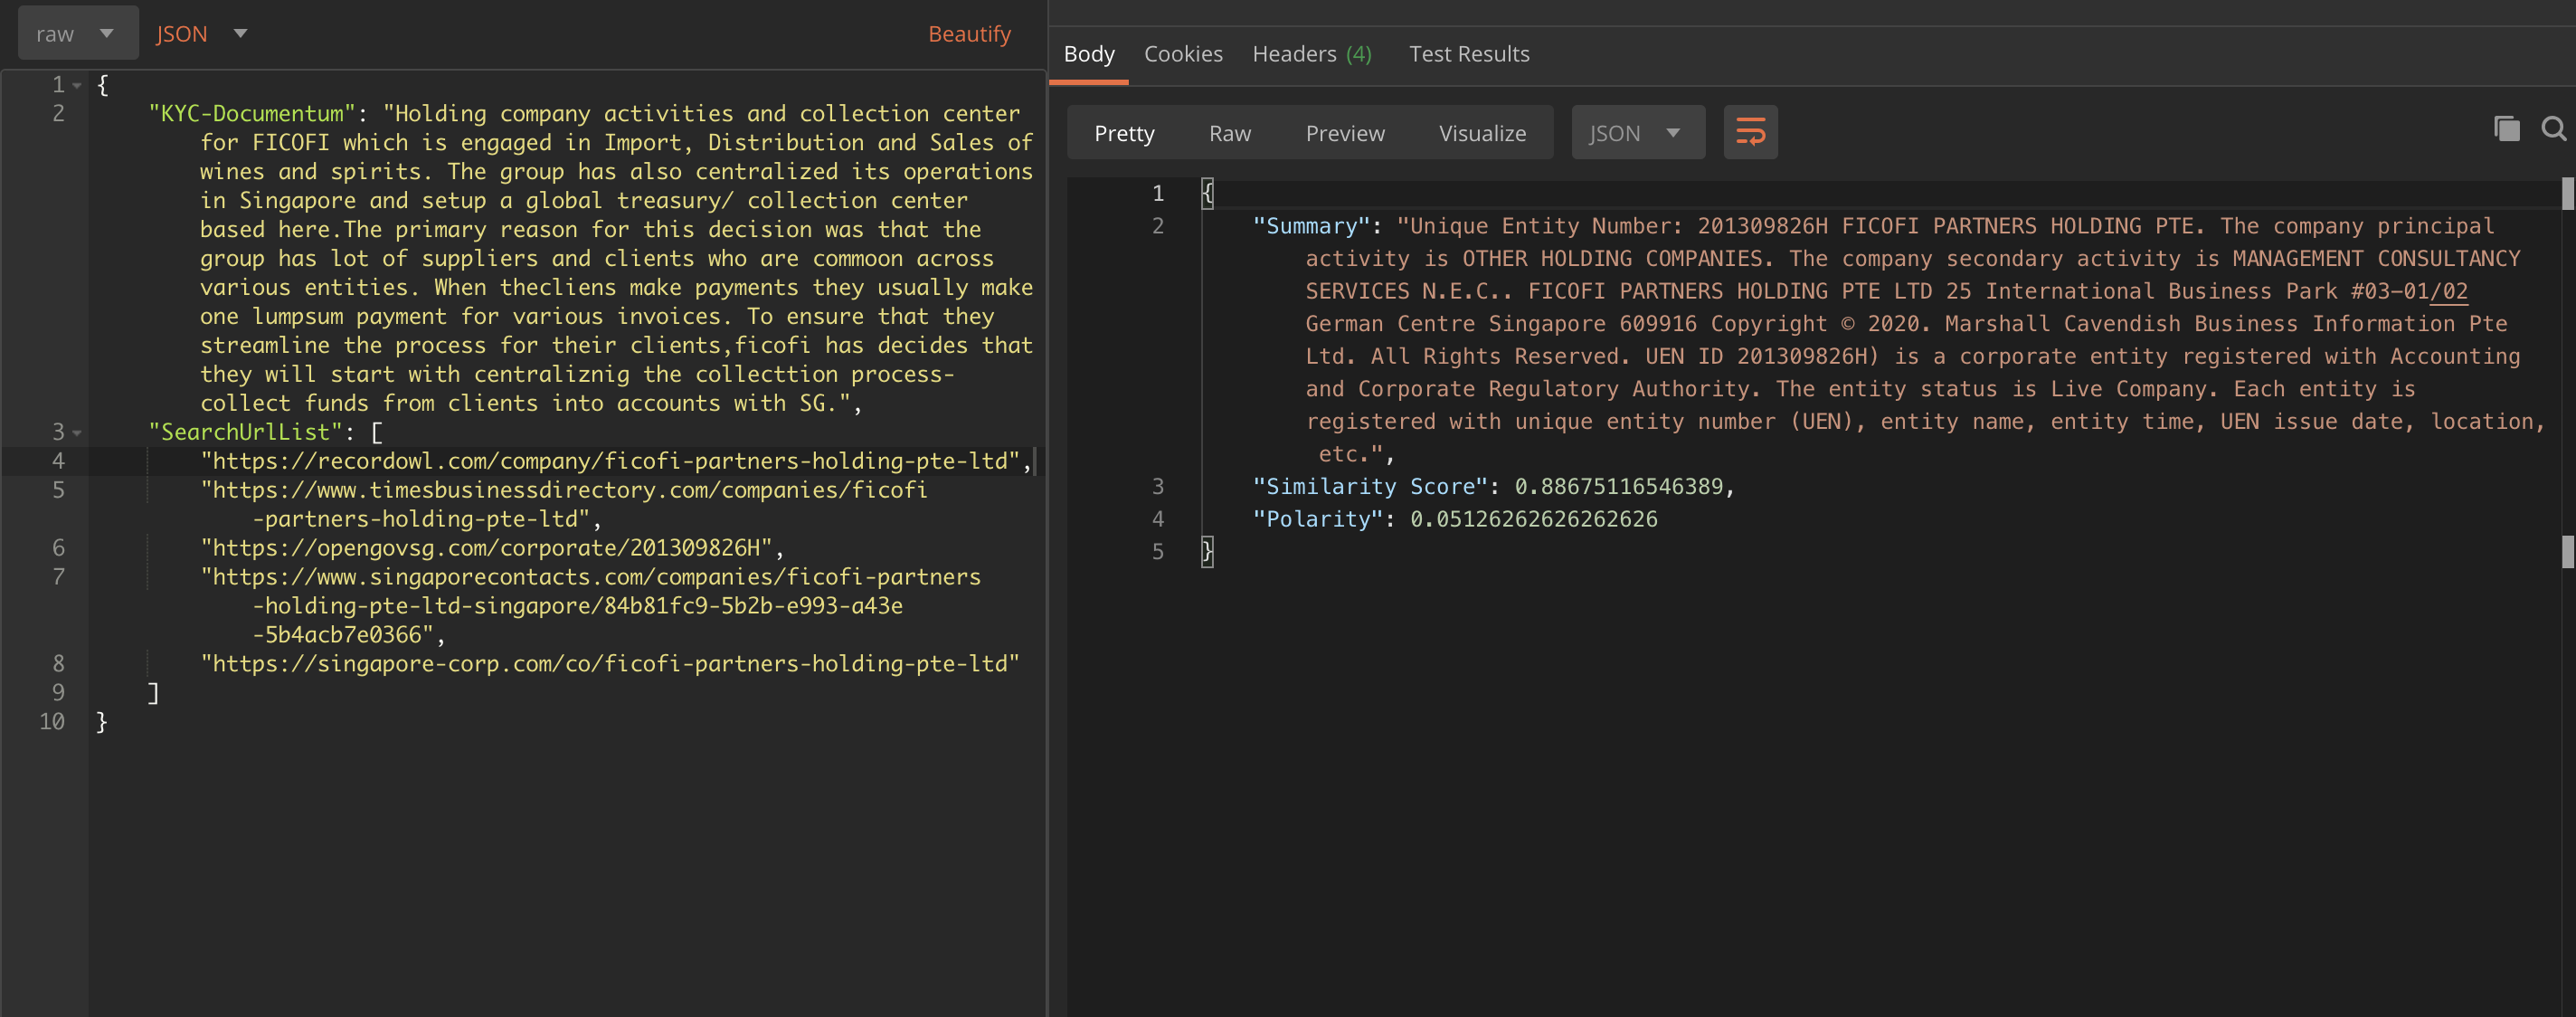 raw JSON Beautify
1 {
2 "KYC-Documentum": "Holding company activities and collection center
for FICOFI which is engaged in Import, Distribution and Sales of
wines and spirits. The group has also centralized its operations
in Singapore and setup a global treasury/ collection center
based here.The primary reason for this decision was that the
group has lot of suppliers and clients who are commoon across
various entities. When thecliens make payments they usually make
one lumpsum payment for various invoices. To ensure that they
streamline the process for their clients,ficofi has decides that
they will start with centraliznig the collecttion process-
collect funds from clients into accounts with SG.",
3 "SearchUrlList": [
4 "https://recordowl.com/company/ficofi-partners-holding-pte-ltd",
5 "https://www.timesbusinessdirectory.com/companies/ficofi
-partners-holding-pte-ltd",
6 "https://opengovsg.com/corporate/201309826H",
7 "https://www.singaporecontacts.com/companies/ficofi-partners
-holding-pte-ltd-singapore/84b81fc9-5b2b-e993-a43e
-5b4acb7e0366",
8 "https://singapore-corp.com/co/ficofi-partners-holding-pte-ltd"
9 ]
10 }
Body Cookies Headers (4) Test Results
Pretty Raw Preview Visualize JSON
1 {
2 "Summary": "Unique Entity Number: 201309826H FICOFI PARTNERS HOLDING PTE. The company principal
activity is OTHER HOLDING COMPANIES. The company secondary activity is MANAGEMENT CONSULTANCY
SERVICES N.E.C.. FICOFI PARTNERS HOLDING PTE LTD 25 International Business Park #03-01/02
German Centre Singapore 609916 Copyright © 2020. Marshall Cavendish Business Information Pte
Ltd. All Rights Reserved. UEN ID 201309826H) is a corporate entity registered with Accounting
and Corporate Regulatory Authority. The entity status is Live Company. Each entity is
registered with unique entity number (UEN), entity name, entity time, UEN issue date, location,
etc.",
3 "Similarity Score": 0.88675116546389,
4 "Polarity": 0.05126262626262626
5 }